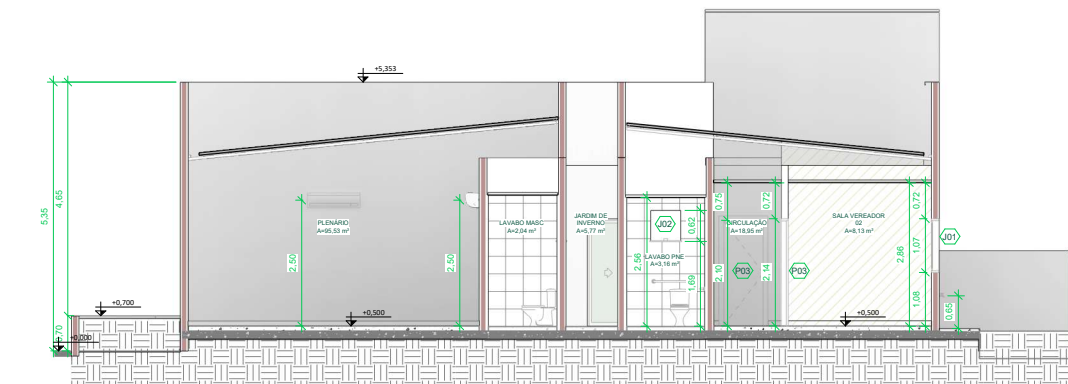 +5,353
5,35
4,65
2,50
PLENÁRIO
A=95,53 m²
2,50
LAVABO MASC
A=2,04 m²
JARDIM DE
INVERNO
A=5,77 m²
2,56
J02
0,62
LAVABO PNE
A=3,16 m²
1,69
0,75
0,72
CIRCULAÇÃO
A=18,95 m²
2,10
P03
2,14
P03
SALA VEREADOR
02
A=8,13 m²
2,86
0,72
1,07
1,08
J01
0,65
+0,700
+0,500
+0,500
+0,000